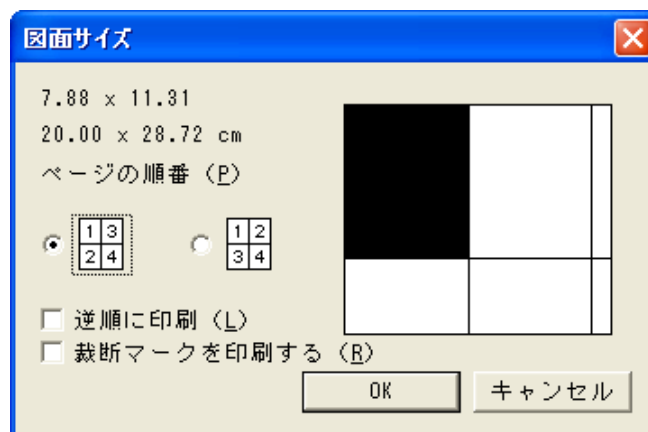 図面サイズ
7.88 x 11.31
20.00 x 28.72 cm
ページの順番 (P)
1 3
2 4
1 2
3 4
逆順に印刷 (L)
裁断マークを印刷する (R)
OK
キャンセル